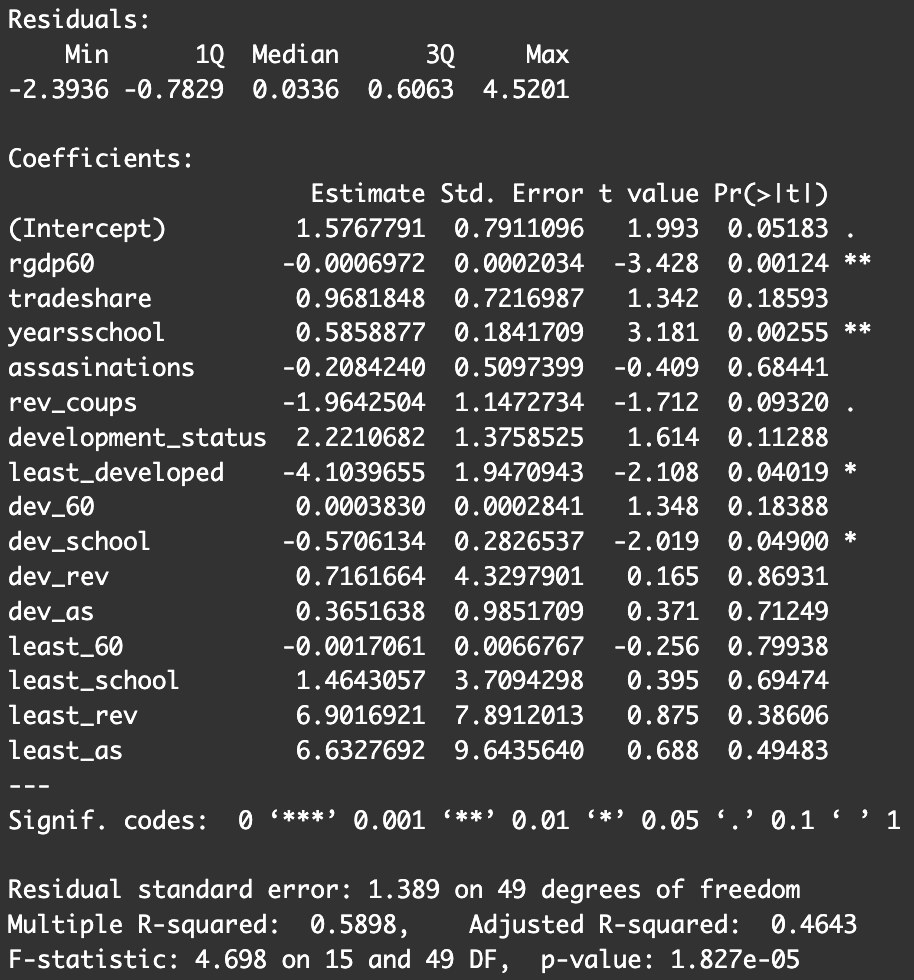 Residuals:
    Min      1Q  Median      3Q     Max
-2.3936 -0.7829  0.0336  0.6063  4.5201

Coefficients:
                     Estimate Std. Error t value Pr(>|t|)
(Intercept)         1.5767791  0.7911096   1.993  0.05183 .
rgdp60             -0.0006972  0.0002034  -3.428  0.00124 **
tradeshare          0.9681848  0.7216987   1.342  0.18593
yearsschool         0.5858877  0.1841709   3.181  0.00255 **
assasinations      -0.2084240  0.5097399  -0.409  0.68441
rev_coups          -1.9642504  1.1472734  -1.712  0.09320 .
development_status  2.2210682  1.3758525   1.614  0.11288
least_developed    -4.1039655  1.9470943  -2.108  0.04019 *
dev_60              0.0003830  0.0002841   1.348  0.18388
dev_school         -0.5706134  0.2826537  -2.019  0.04900 *
dev_rev             0.7161664  4.3297901   0.165  0.86931
dev_as              0.3651638  0.9851709   0.371  0.71249
least_60           -0.0017061  0.0066767  -0.256  0.79938
least_school        1.4643057  3.7094298   0.395  0.69474
least_rev           6.9016921  7.8912013   0.875  0.38606
least_as            6.6327692  9.6435640   0.688  0.49483
---
Signif. codes:  0 ‘***’ 0.001 ‘**’ 0.01 ‘*’ 0.05 ‘.’ 0.1 ‘ ’ 1

Residual standard error: 1.389 on 49 degrees of freedom
Multiple R-squared:  0.5898,    Adjusted R-squared:  0.4643
F-statistic: 4.698 on 15 and 49 DF,  p-value: 1.827e-05